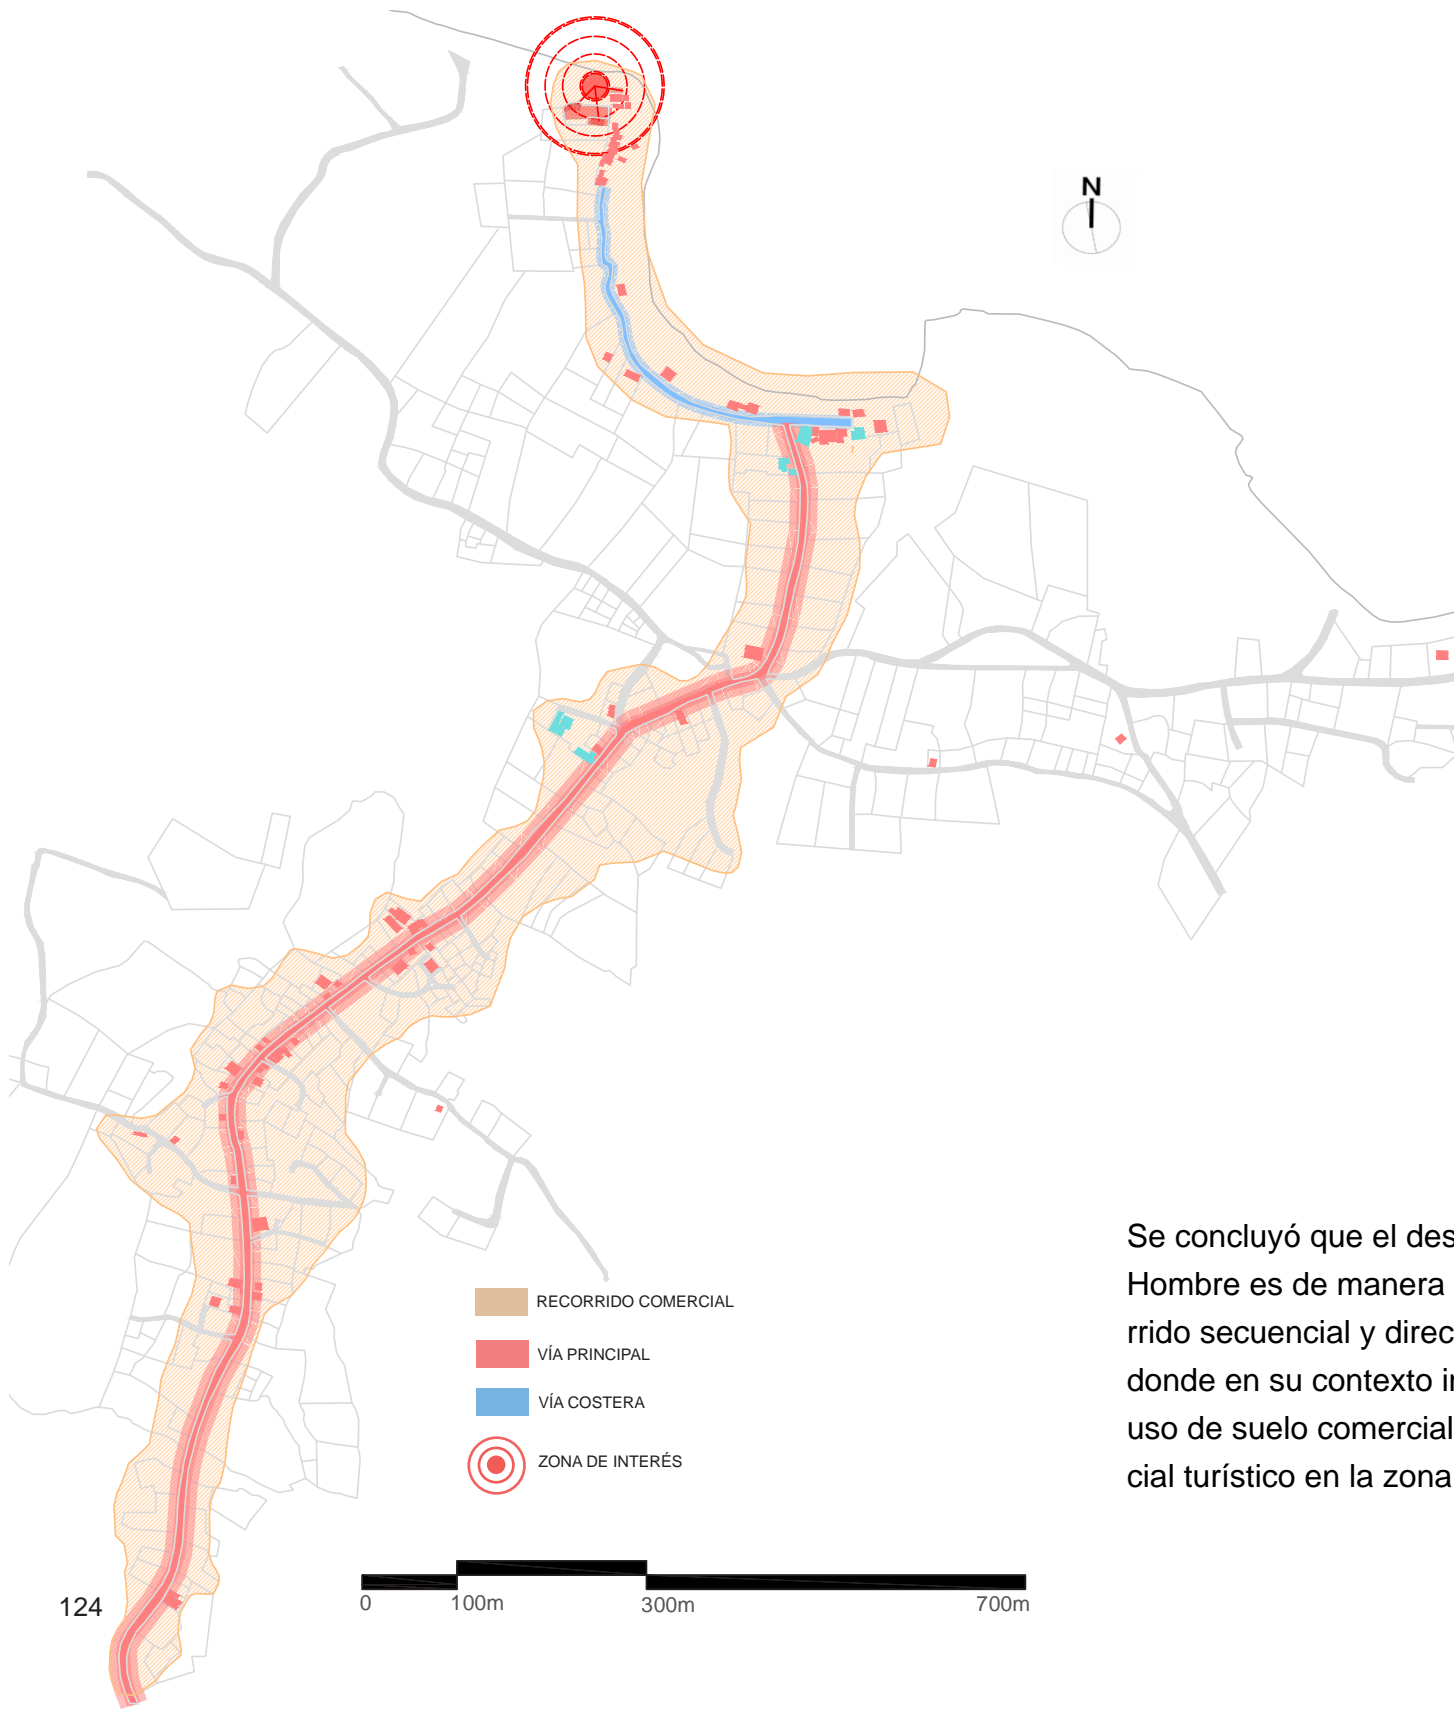 N
Se concluyó que el des
Hombre es de manera
rrido secuencial y direc
donde en su contexto i
uso de suelo comercial
cial turístico en la zona
RECORRIDO COMERCIAL
VÍA PRINCIPAL
VÍA COSTERA
ZONA DE INTERÉS
0 100m 300m 700m
124